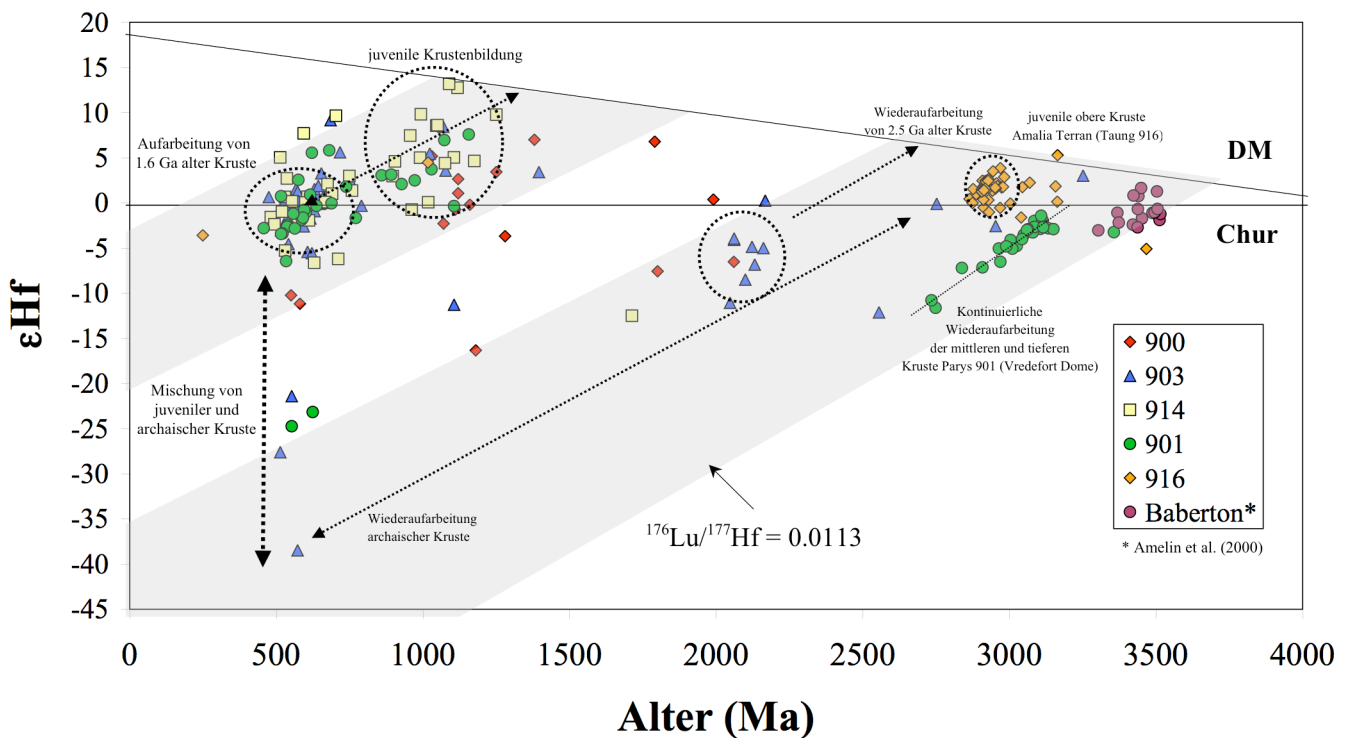 20
15
10
5
0
-5
-10
-15
-20
-25
-30
-35
-40
-45
εHf
juvenile Krustenbildung
Aufarbeitung von
1.6 Ga alter Kruste
Wiederaufarbeitung
von 2.5 Ga alter Kruste
juvenile obere Kruste
Amalia Terran (Taung 916)
DM
Chur
Mischung von
juveniler und
archaischer Kruste
Kontinuierliche
Wiederaufarbeitung
der mittleren und tieferen
Kruste Parys 901 (Vredefort Dome)
Wiederaufarbeitung
archaischer Kruste
¹⁷⁶Lu/¹⁷⁷Hf = 0.0113
900
903
914
901
916
Baberton*
* Amelin et al. (2000)
0 500 1000 1500 2000 2500 3000 3500 4000
Alter (Ma)